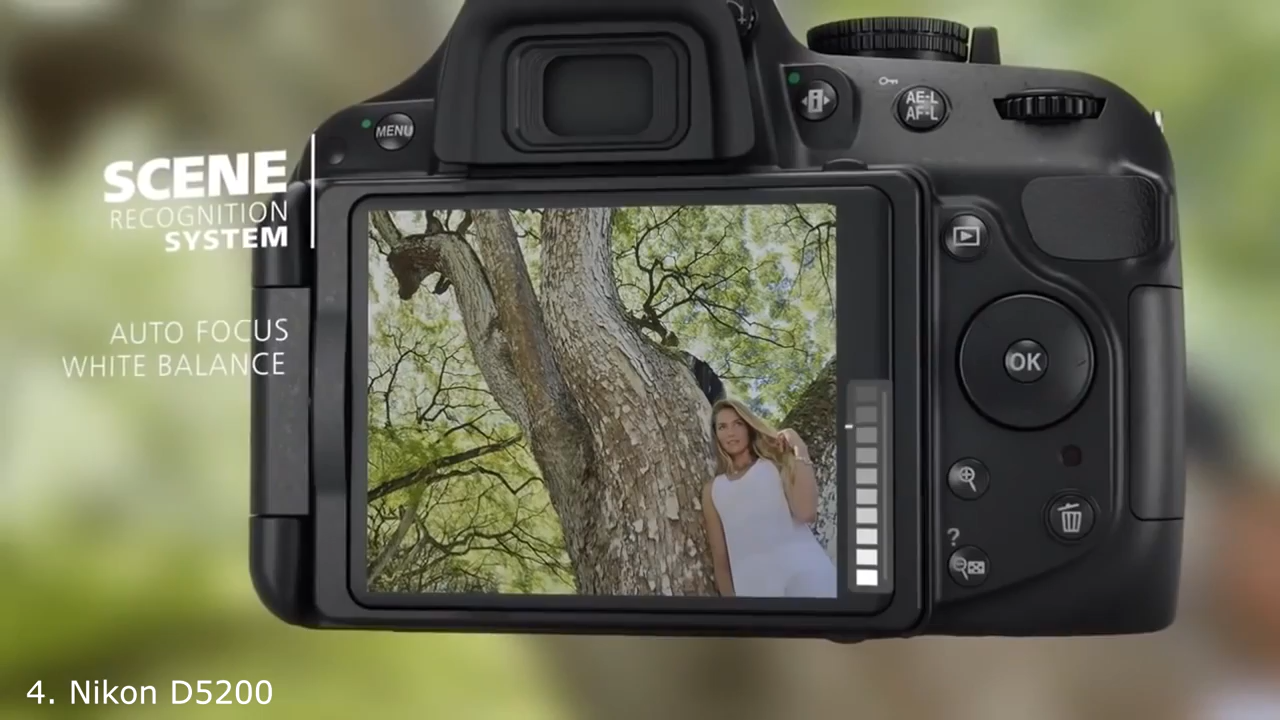 SCENE
RECOGNITION
SYSTEM
AUTO FOCUS
WHITE BALANCE
MENU
AE-L
AF-L
OK
?
4. Nikon D5200